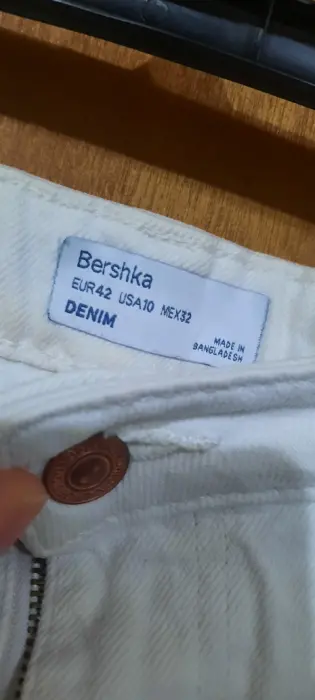 Bershka
EUR42 USA10 MEX32
DENIM
MADE IN
BANGLADESH